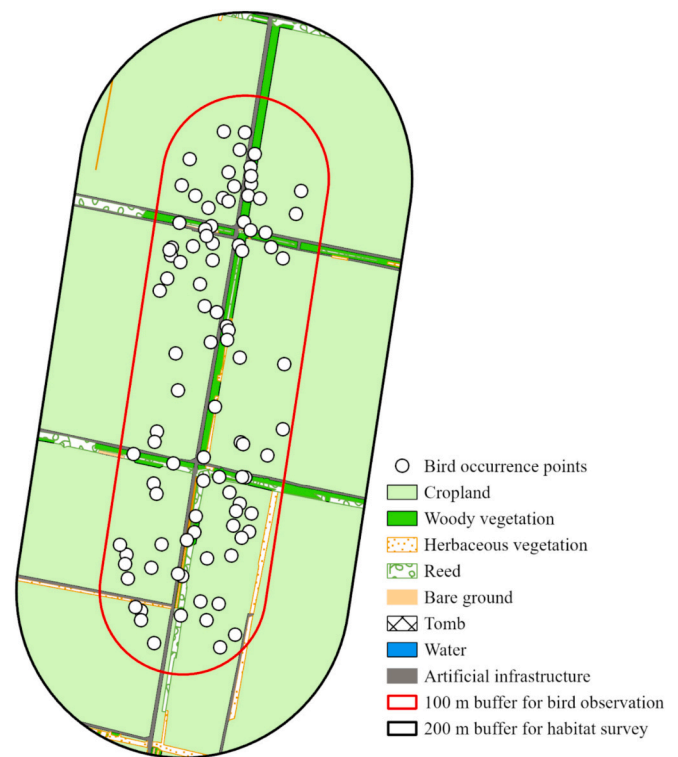 Bird occurrence points
Cropland
Woody vegetation
Herbaceous vegetation
Reed
Bare ground
Tomb
Water
Artificial infrastructure
100 m buffer for bird observation
200 m buffer for habitat survey